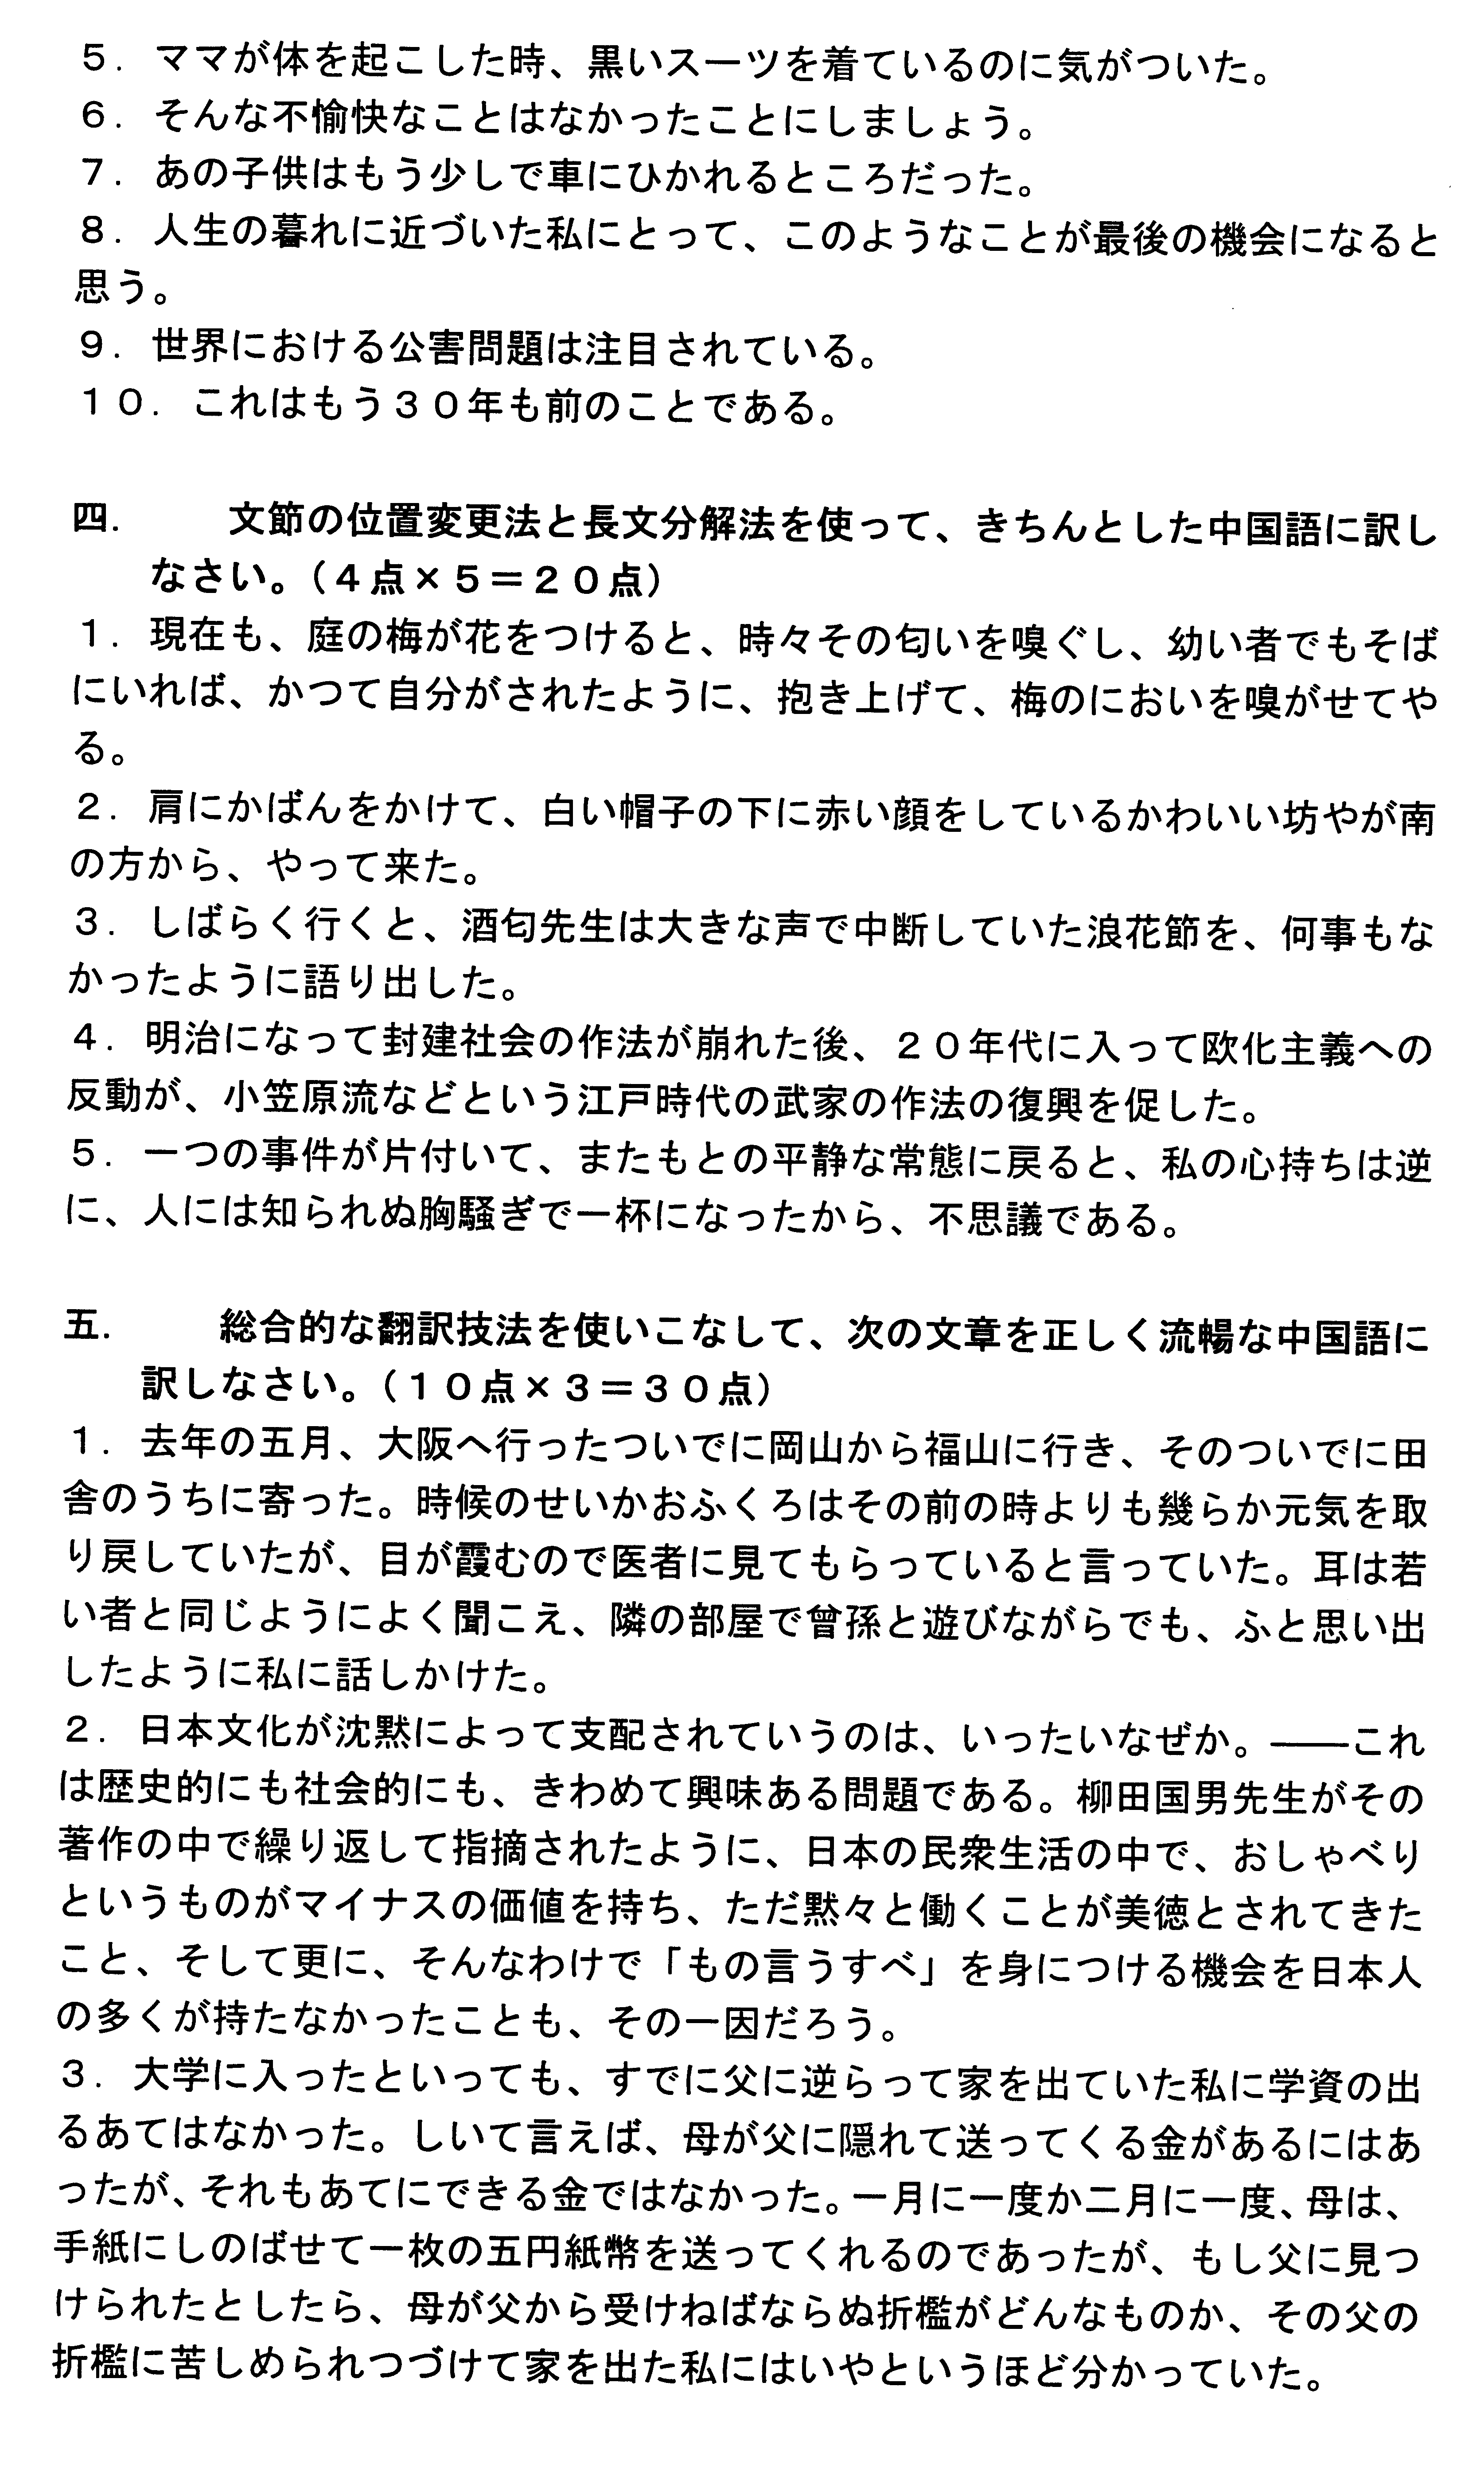 ５．ママが体を起こした時、黒いスーツを着ているのに気がついた。
６．そんな不愉快なことはなかったことにしましょう。
７．あの子供はもう少しで車にひかれるところだった。
８．人生の暮れに近づいた私にとって、このようなことが最後の機会になると
思う。
９．世界における公害問題は注目されている。
１０．これはもう３０年も前のことである。
四．　　文節の位置変更法と長文分解法を使って、きちんとした中国語に訳し
なさい。（４点×５＝２０点）
１．現在も、庭の梅が花をつけると、時々その匂いを嗅ぐし、幼い者でもそば
にいれば、かつて自分がされたように、抱き上げて、梅のにおいを嗅がせてや
る。
２．肩にかばんをかけて、白い帽子の下に赤い顔をしているかわいい坊やが南
の方から、やって来た。
３．しばらく行くと、酒匂先生は大きな声で中断していた浪花節を、何事もな
かったように語り出した。
４．明治になって封建社会の作法が崩れた後、２０年代に入って欧化主義への
反動が、小笠原流などという江戸時代の武家の作法の復興を促した。
５．一つの事件が片付いて、またもとの平静な常態に戻ると、私の心持ちは逆
に、人には知られぬ胸騒ぎで一杯になったから、不思議である。
五．　　総合的な翻訳技法を使いこなして、次の文章を正しく流暢な中国語に
訳しなさい。（１０点×３＝３０点）
１．去年の五月、大阪へ行ったついでに岡山から福山に行き、そのついでに田
舎のうちに寄った。時候のせいかおふくろはその前の時よりも幾らか元気を取
り戻していたが、目が霞むので医者に見てもらっていると言っていた。耳は若
い者と同じようによく聞こえ、隣の部屋で曾孫と遊びながらでも、ふと思い出
したように私に話しかけた。
２．日本文化が沈黙によって支配されていうのは、いったいなぜか。――これ
は歴史的にも社会的にも、きわめて興味ある問題である。柳田国男先生がその
著作の中で繰り返して指摘されたように、日本の民衆生活の中で、おしゃべり
というものがマイナスの価値を持ち、ただ黙々と働くことが美徳とされてきた
こと、そして更に、そんなわけで「もの言うすべ」を身につける機会を日本人
の多くが持たなかったことも、その一因だろう。
３．大学に入ったといっても、すでに父に逆らって家を出ていた私に学資の出
るあてはなかった。しいて言えば、母が父に隠れて送ってくる金があるにはあ
ったが、それもあてにできる金ではなかった。一月に一度か二月に一度、母は、
手紙にしのばせて一枚の五円紙幣を送ってくれるのであったが、もし父に見つ
けられたとしたら、母が父から受けねばならぬ折檻がどんなものか、その父の
折檻に苦しめられつづけて家を出た私にはいやというほど分かっていた。